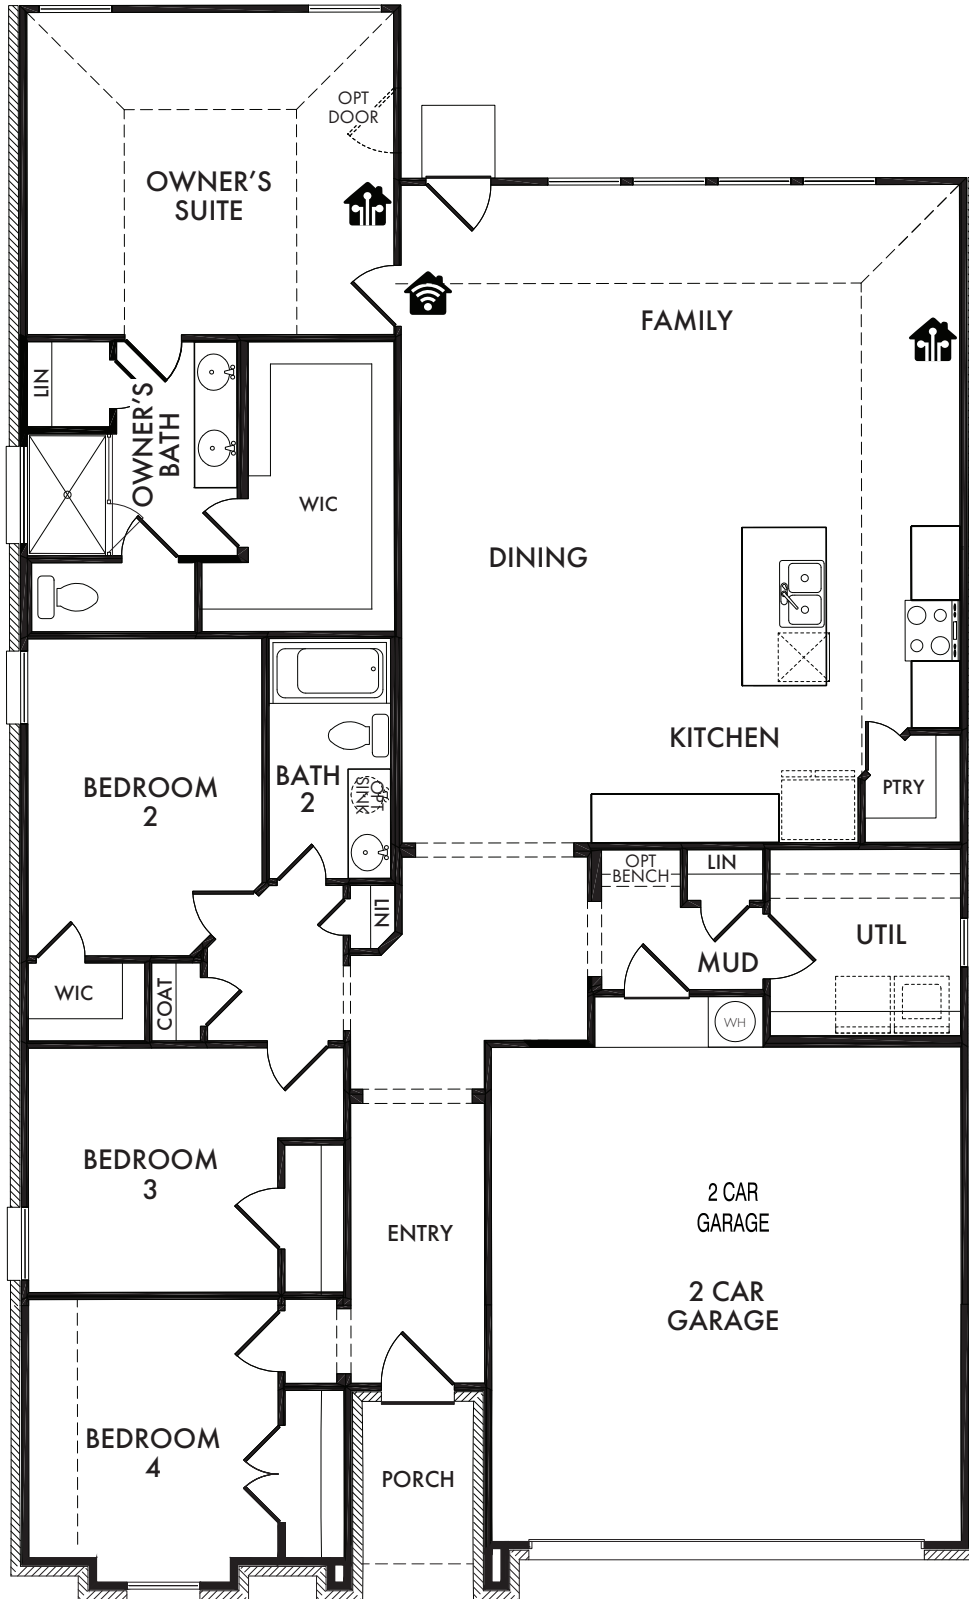 OPT
DOOR
OWNER'S
SUITE
FAMILY
LIN
OWNER'S
BATH
WIC
DINING
KITCHEN
PTRY
BEDROOM
2
BATH
2
OPT
SINK
OPT
BENCH
LIN
LIN
UTIL
MUD
WIC
COAT
WH
BEDROOM
3
2 CAR
GARAGE
ENTRY
2 CAR
GARAGE
BEDROOM
4
PORCH